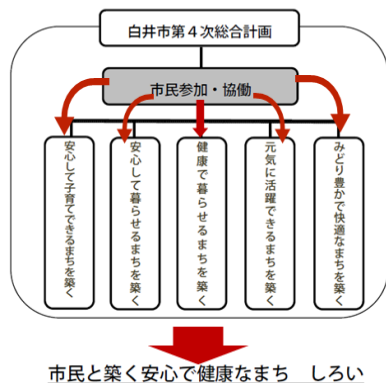 白井市第４次総合計画
市民参加・協働
安心して子育てできるまちを築く
安心して暮らせるまちを築く
健康で暮らせるまちを築く
元気に活躍できるまちを築く
みどり豊かで快適なまちを築く
市民と築く安心で健康なまち　しろい